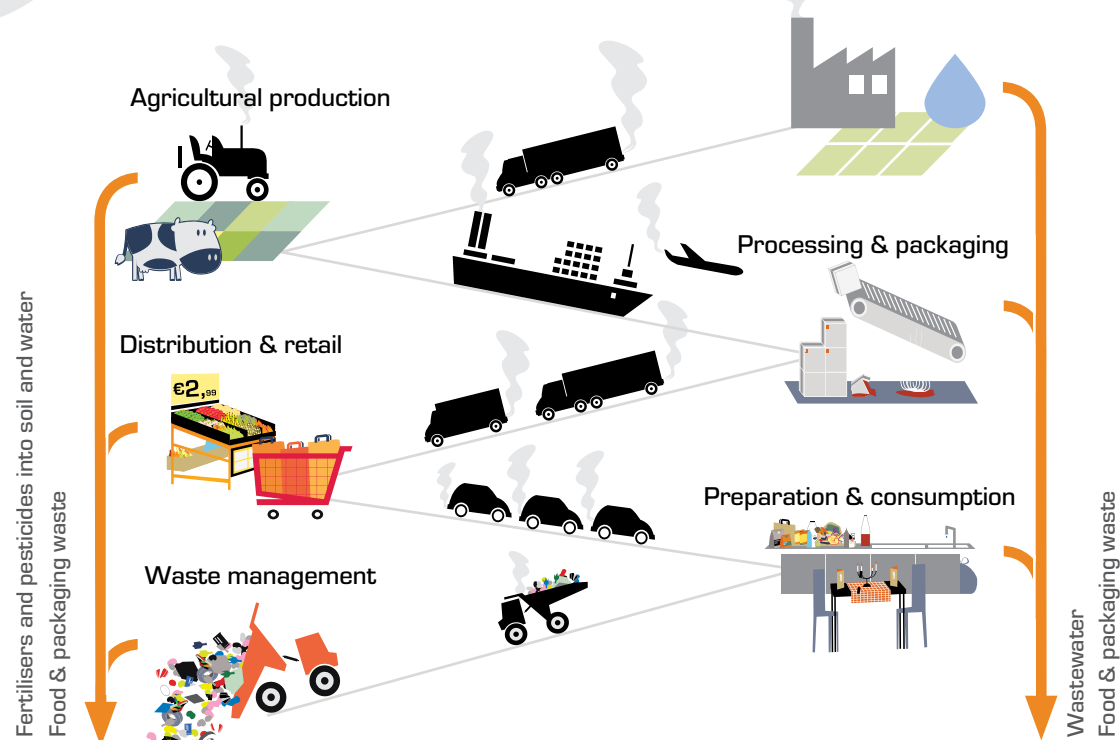 Agricultural production
Processing & packaging
Distribution & retail
€2,99
Preparation & consumption
Waste management
Fertilisers and pesticides into soil and water
Food & packaging waste
Wastewater
Food & packaging waste